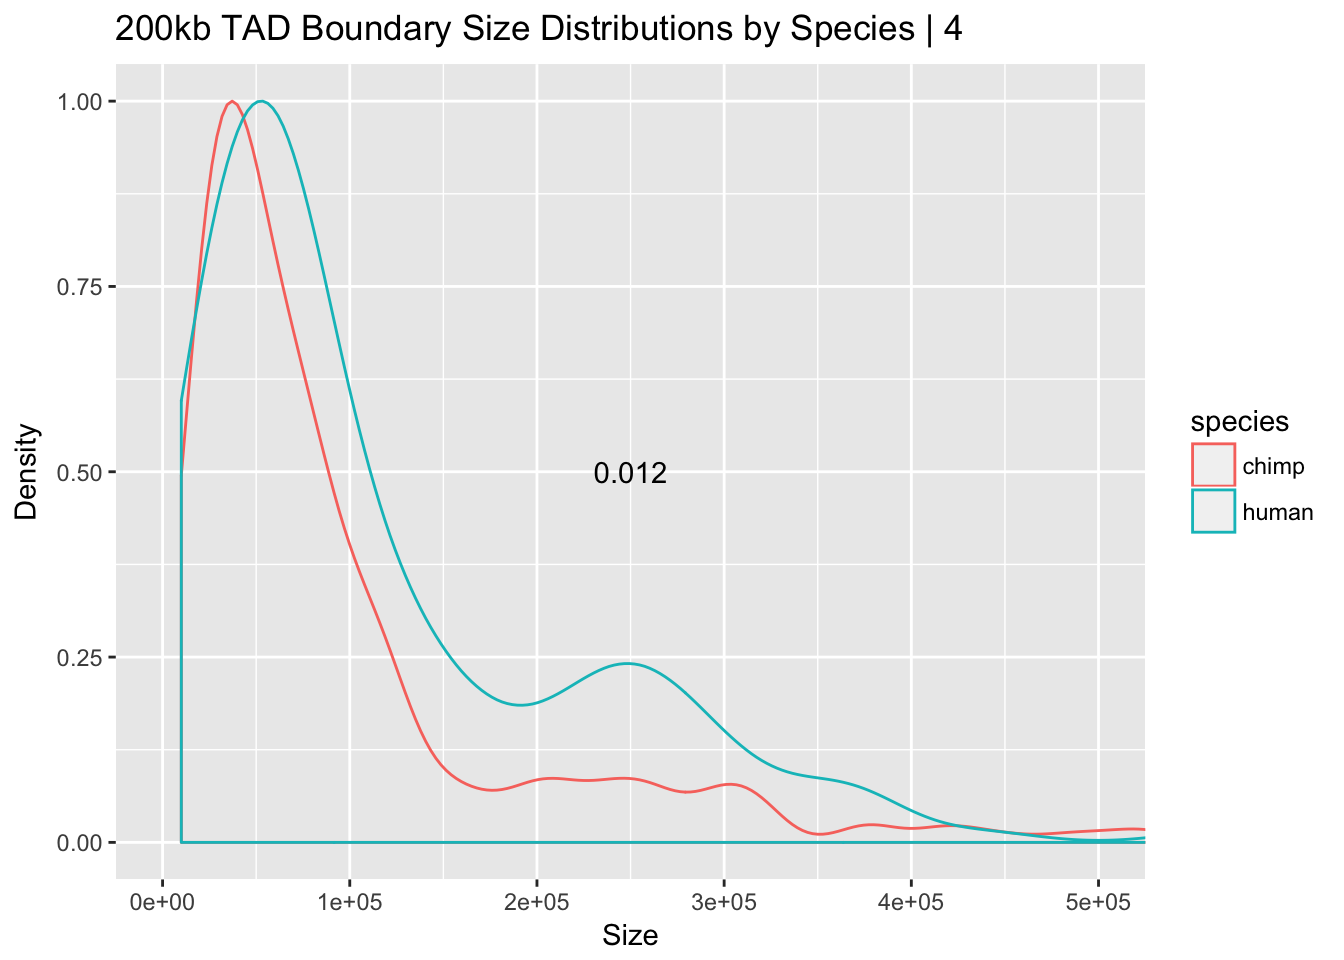 200kb TAD Boundary Size Distributions by Species | 4
1.00
0.75
0.50
0.25
0.00
Density
0.012
0e+00 1e+05 2e+05 3e+05 4e+05 5e+05
Size
species
chimp
human